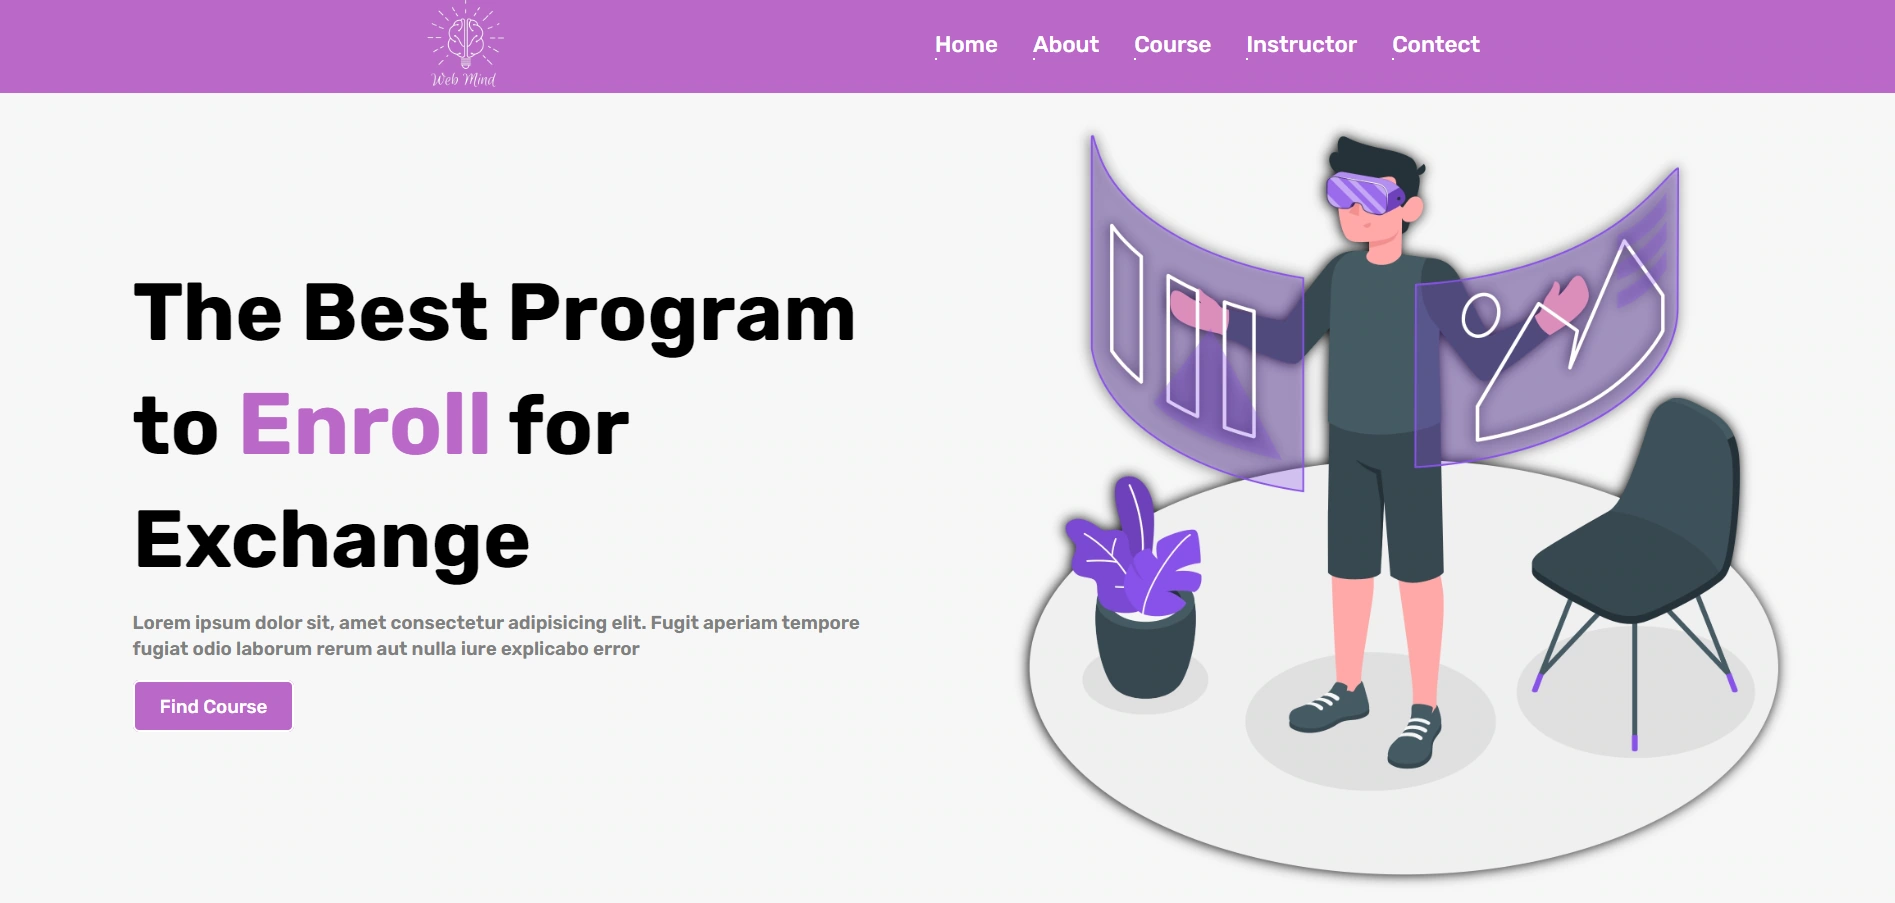 Web Mind
Home About Course Instructor Contect
The Best Program
to Enroll for
Exchange
Lorem ipsum dolor sit, amet consectetur adipisicing elit. Fugit aperiam tempore
fugiat odio laborum rerum aut nulla iure explicabo error
Find Course